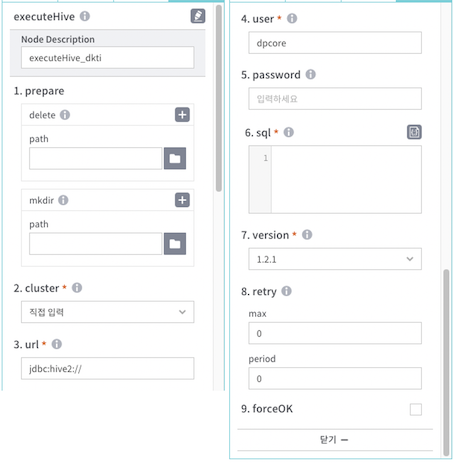 executeHive
Node Description
executeHive_dkti
1. prepare
delete
path
mkdir
path
2. cluster *
직접 입력
3. url *
jdbc:hive2://
4. user *
dpcore
5. password
입력하세요
6. sql *
1
7. version *
1.2.1
8. retry
max
0
period
0
9. forceOK
닫기